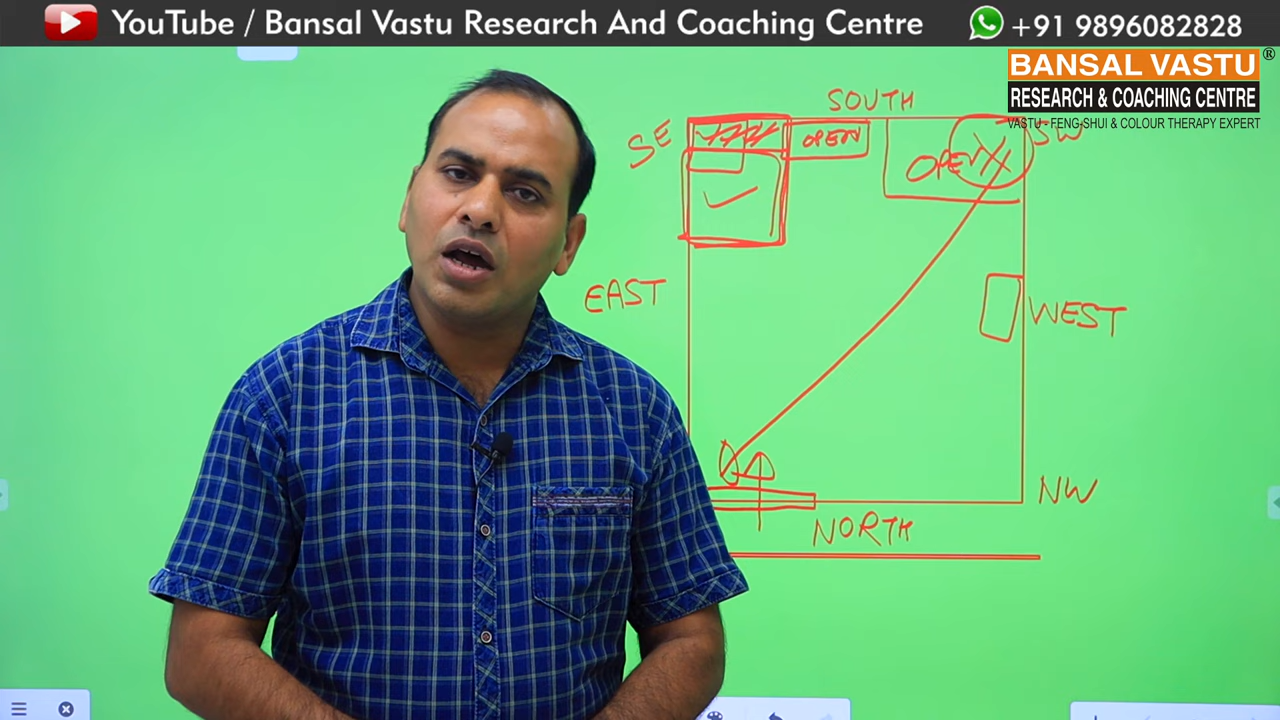 YouTube / Bansal Vastu Research And Coaching Centre
+91 9896082828
BANSAL VASTU ®
RESEARCH & COACHING CENTRE
VASTU - FENG-SHUI & COLOUR THERAPY EXPERT
SOUTH
SE
OPEN
OPEN
SW
EAST
WEST
NW
NORTH